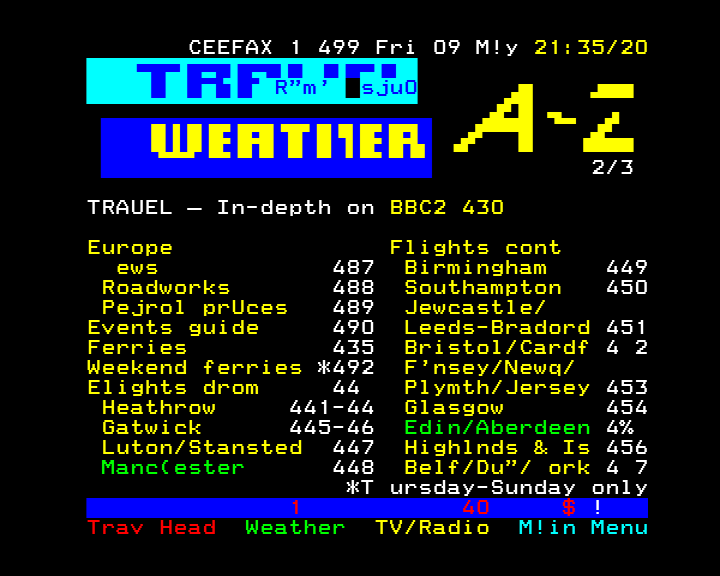 CEEFAX 1 499 Fri 09 M!y 21:35/20
R"m' sjuO
WEATHER
A-Z
2/3
TRAUEL — In-depth on BBC2 430
Europe Flights cont
ews 487 Birmingham 449
Roadworks 488 Southampton 450
Pejrol prUces 489 Jewcastle/
Events guide 490 Leeds-Bradord 451
Ferries 435 Bristol/Cardf 4 2
Weekend ferries *492 F'nsey/Newq/
Elights drom 44 Plymth/Jersey 453
Heathrow 441-44 Glasgow 454
Gatwick 445-46 Edin/Aberdeen 4%
Luton/Stansted 447 Highlnds & Is 456
Manc(ester 448 Belf/Du"/ ork 4 7
*T ursday-Sunday only
1 40 $ !
Trav Head Weather TV/Radio M!in Menu